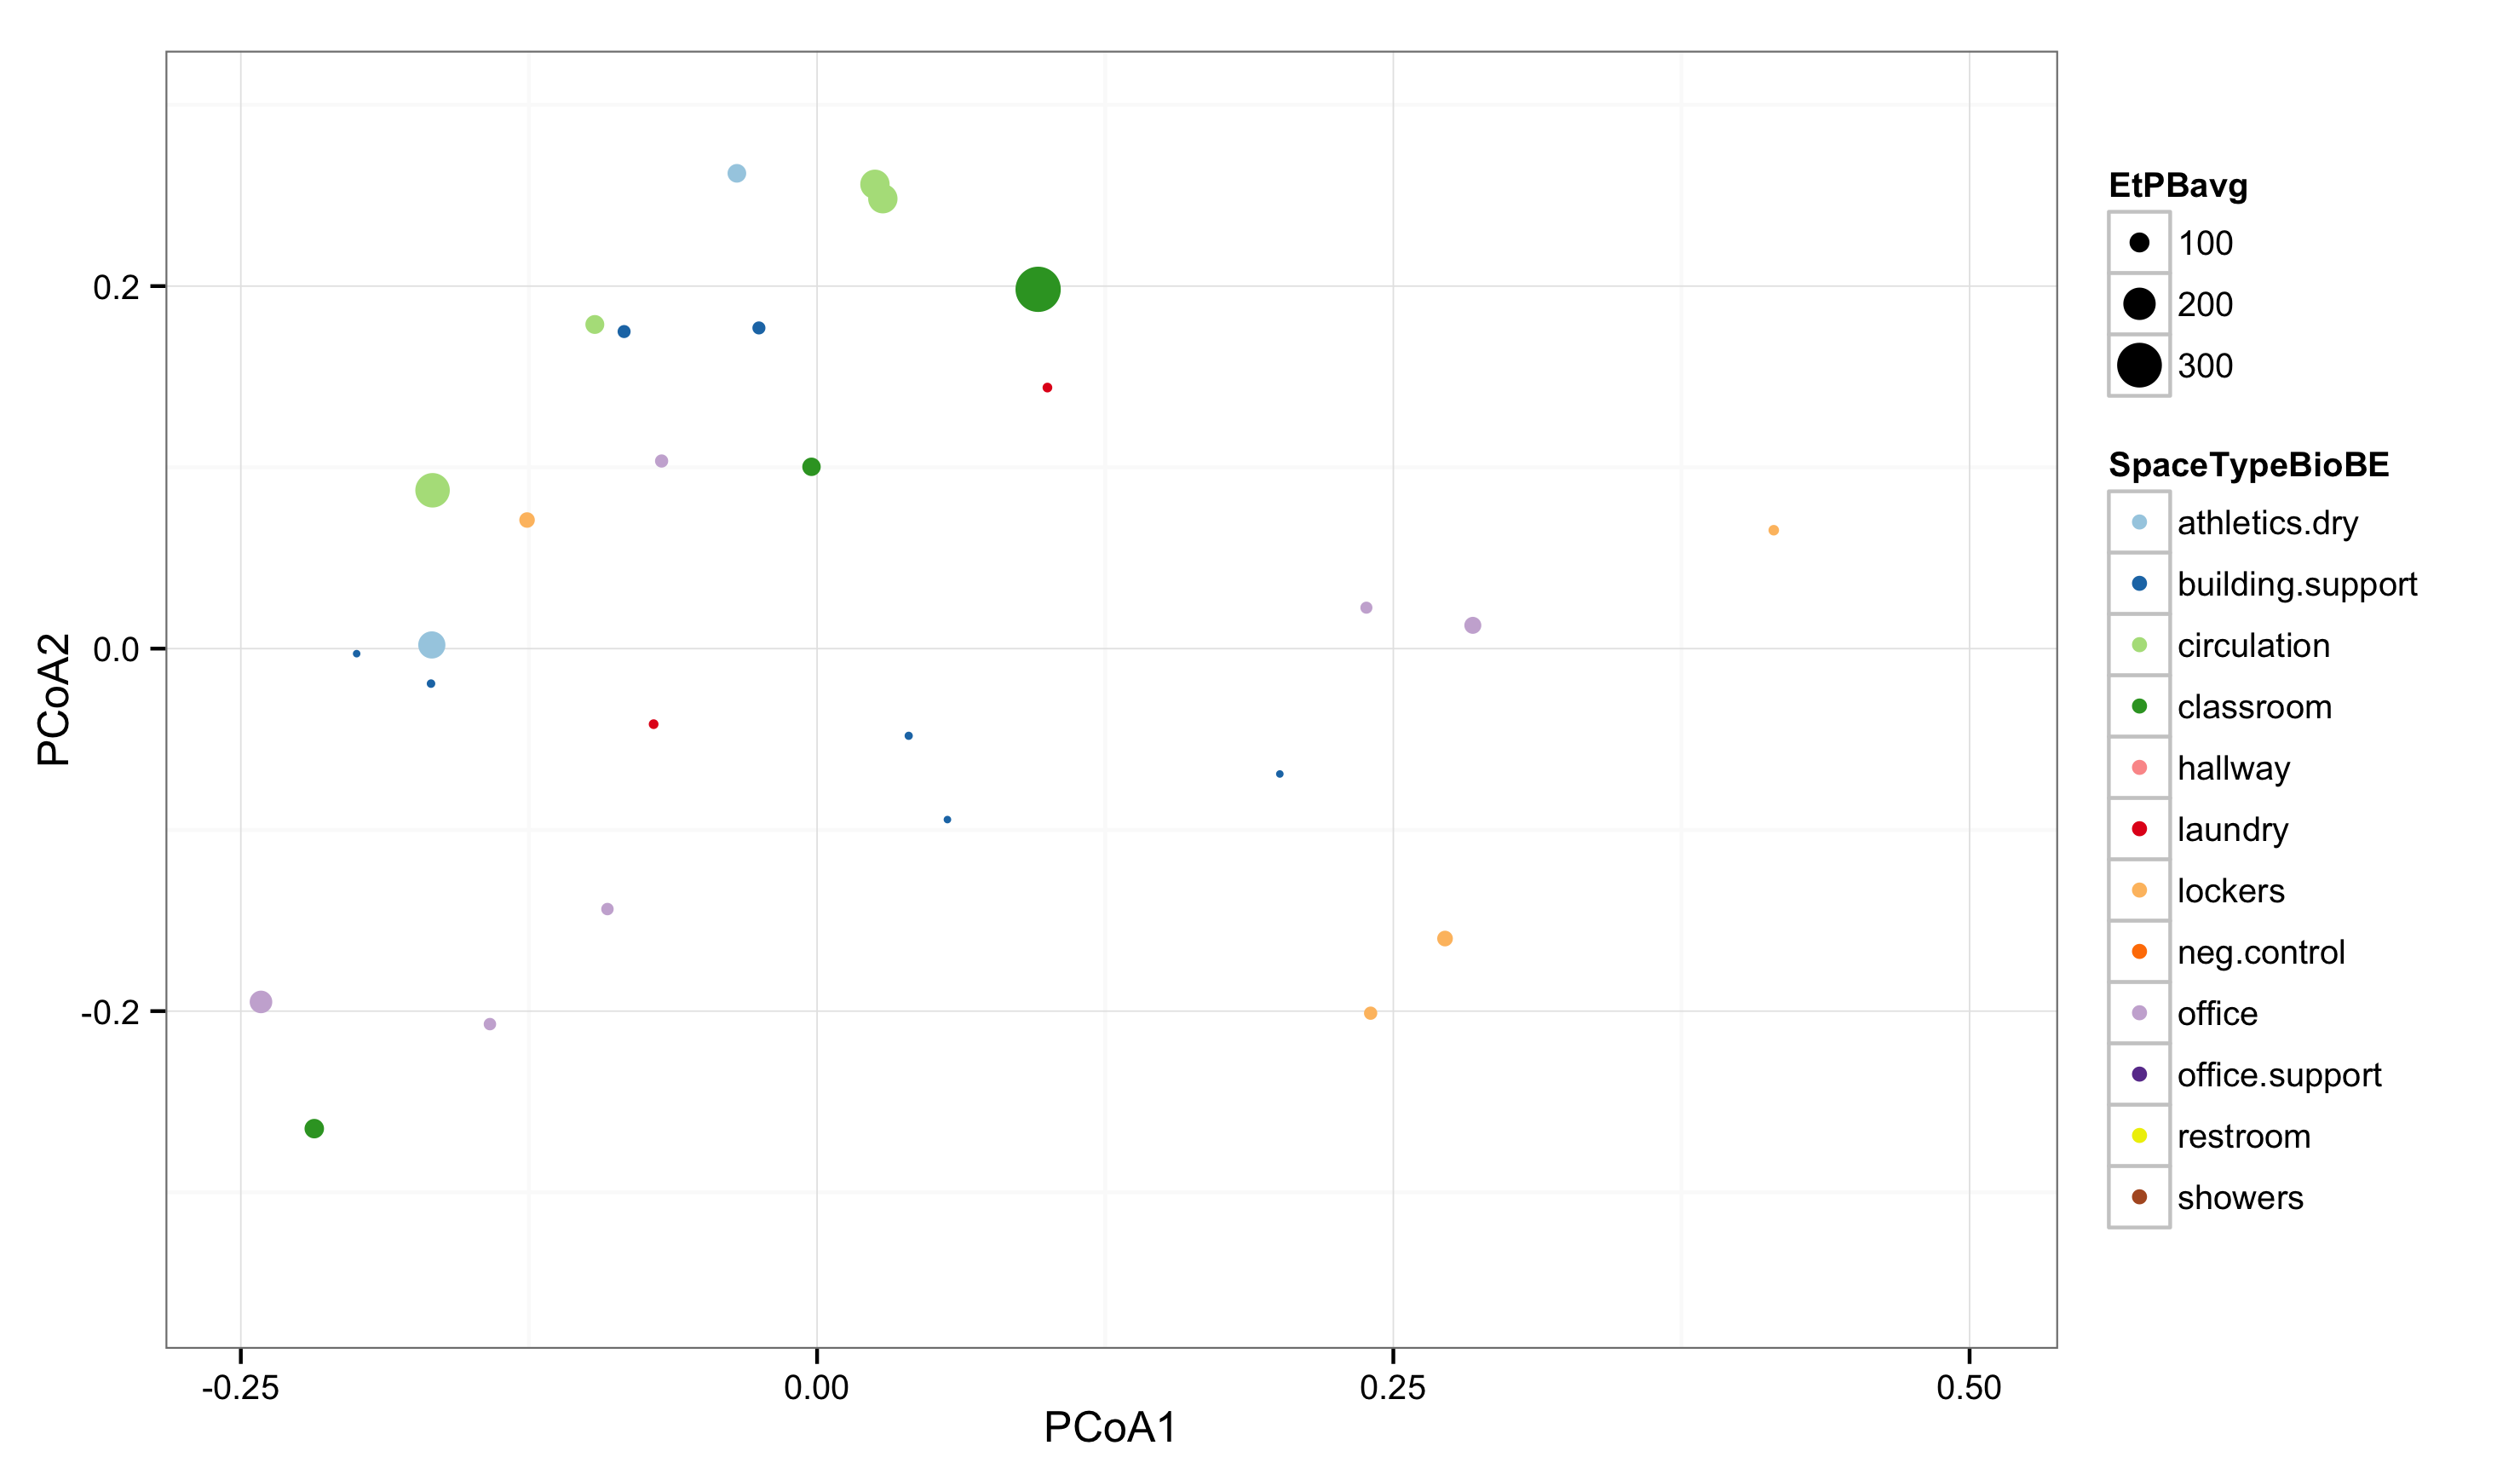 EtPBavg
100
200
300
SpaceTypeBioBE
athletics.dry
building.support
circulation
classroom
hallway
laundry
lockers
neg.control
office
office.support
restroom
showers
PCoA2
0.2
0.0
-0.2
-0.25 0.00 0.25 0.50
PCoA1